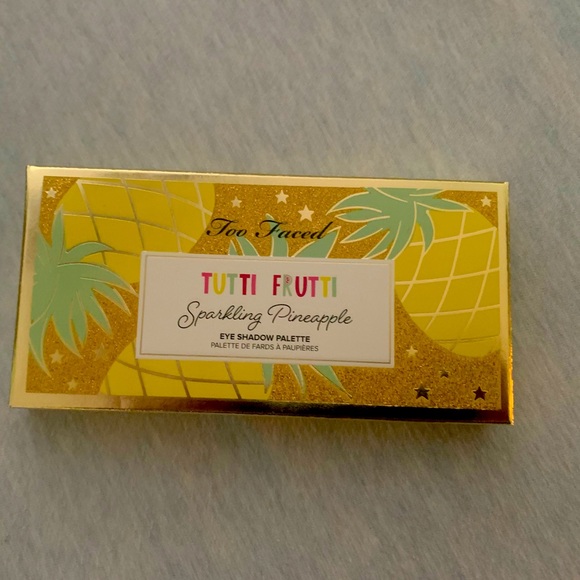 Too Faced
TUTTI FRUTTI
Sparkling Pineapple
EYE SHADOW PALETTE
PALETTE DE FARDS À PAUPIÈRES